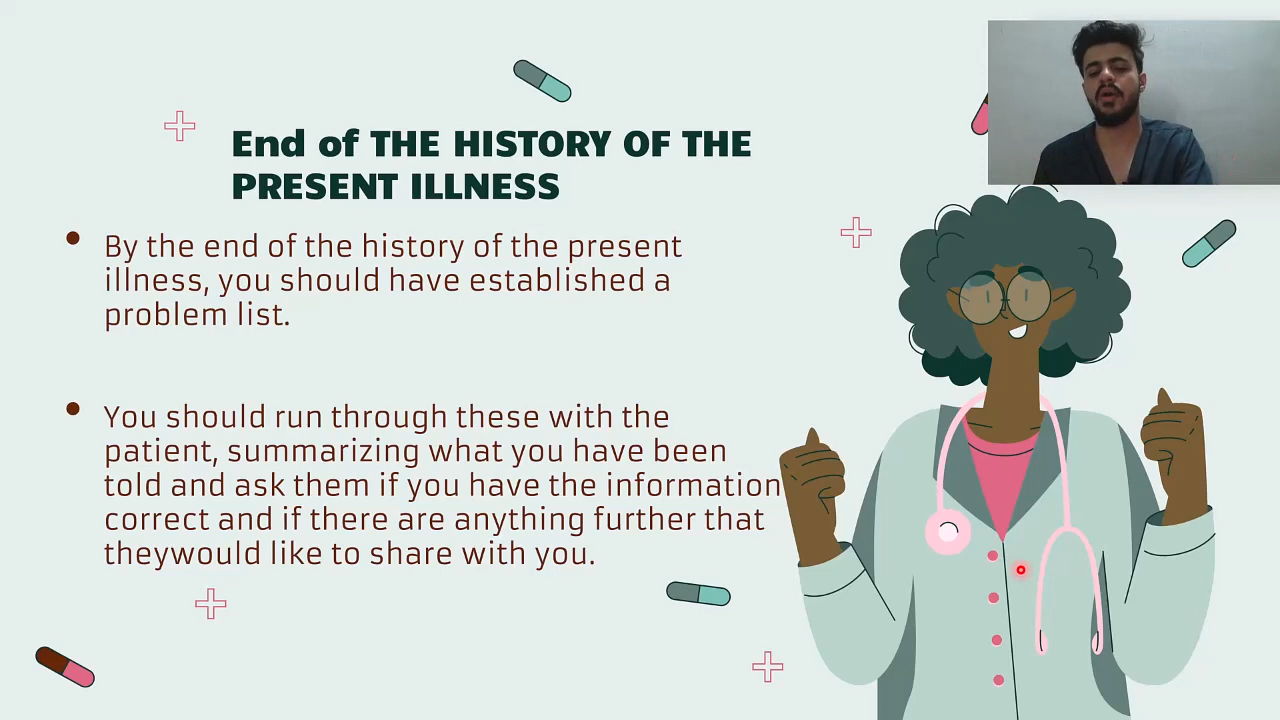 End of THE HISTORY OF THE
PRESENT ILLNESS
• By the end of the history of the present
illness, you should have established a
problem list.
• You should run through these with the
patient, summarizing what you have been
told and ask them if you have the information
correct and if there are anything further that
theywould like to share with you.